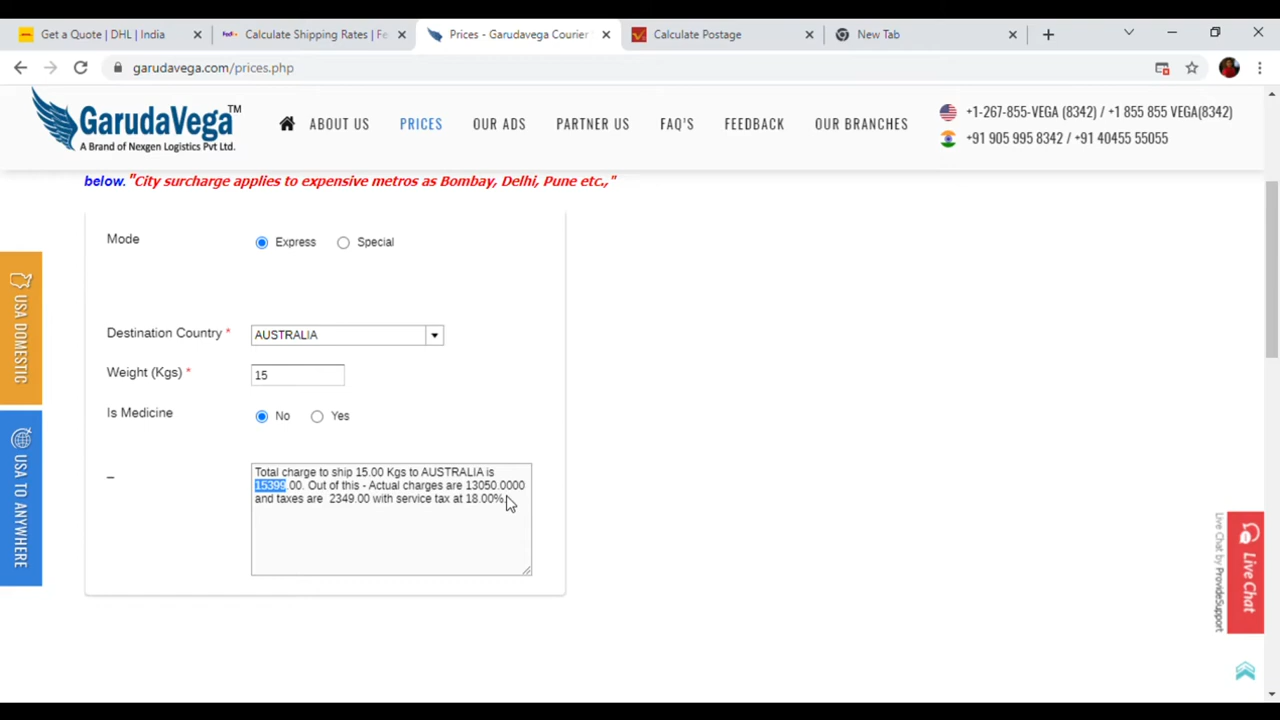 Get a Quote | DHL | India
Calculate Shipping Rates | Fe
Prices - Garudavega Courier
Calculate Postage
New Tab
garudavega.com/prices.php
GarudaVega™
A Brand of Nexgen Logistics Pvt Ltd.
ABOUT US
PRICES
OUR ADS
PARTNER US
FAQ'S
FEEDBACK
OUR BRANCHES
+1-267-855-VEGA (8342) / +1 855 855 VEGA(8342)
+91 905 995 8342 / +91 40455 55055
below. "City surcharge applies to expensive metros as Bombay, Delhi, Pune etc.,"
Mode
Express
Special
Destination Country *
AUSTRALIA
Weight (Kgs) *
15
Is Medicine
No
Yes
Total charge to ship 15.00 Kgs to AUSTRALIA is
15399.00. Out of this - Actual charges are 13050.0000
and taxes are 2349.00 with service tax at 18.00%.
USA DOMESTIC
USA TO ANYWHERE
Live Chat by ProvideSupport
Live Chat